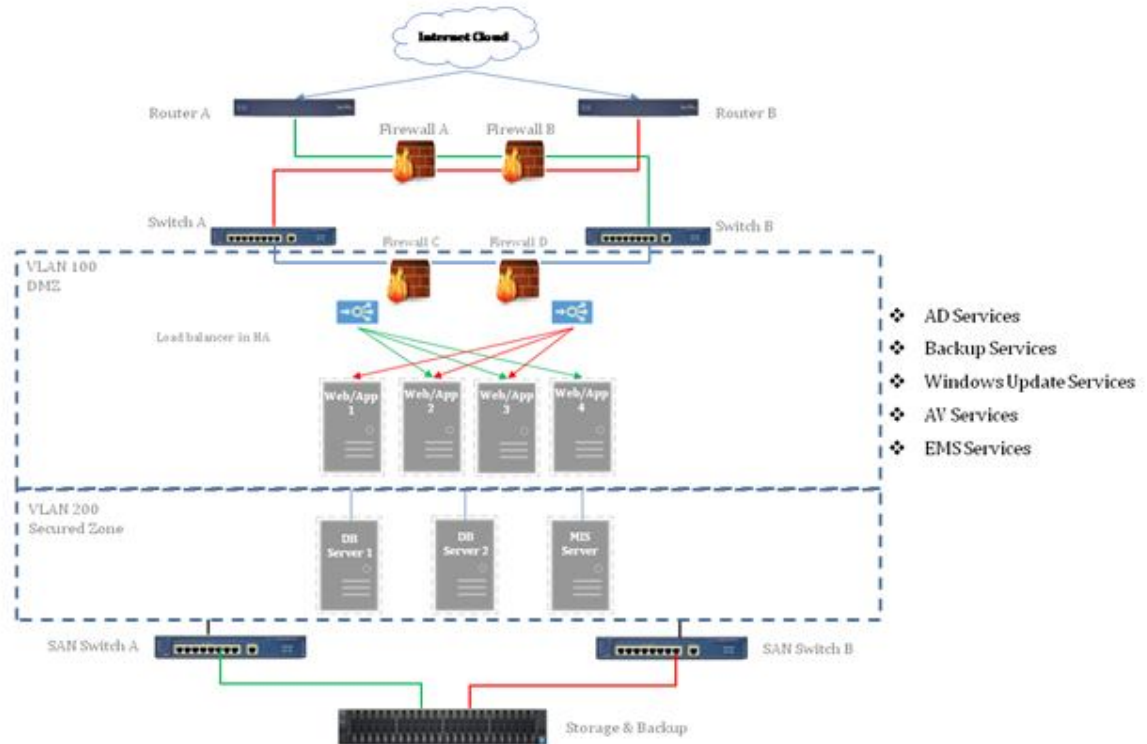 Internet Cloud
Router A
Router B
Firewall A
Firewall B
Switch A
Switch B
Firewall C
Firewall D
VLAN 100
DMZ
Load balancer in HA
Web/App
1
Web/App
2
Web/App
3
Web/App
4
❖ AD Services
❖ Backup Services
❖ Windows Update Services
❖ AV Services
❖ EMS Services
VLAN 200
Secured Zone
DB
Server 1
DB
Server 2
MIS
Server
SAN Switch A
SAN Switch B
Storage & Backup